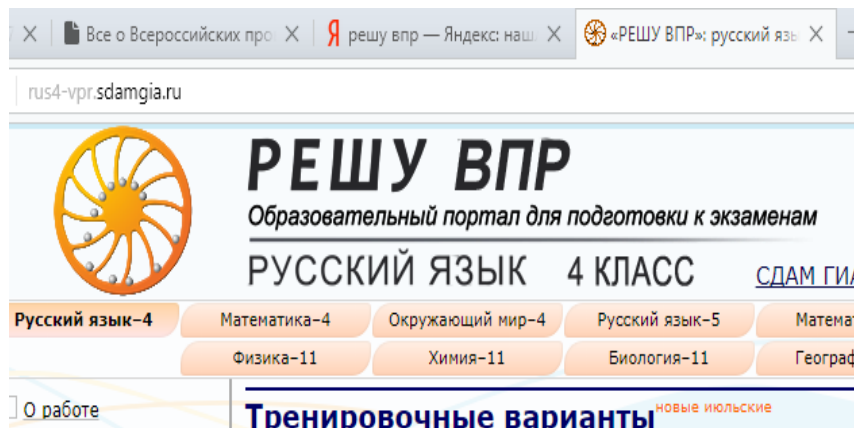 Все о Всероссийских про
Я решу впр — Яндекс: наш
«РЕШУ ВПР»: русский язы
rus4-vpr.sdamgia.ru
РЕШУ ВПР
Образовательный портал для подготовки к экзаменам
РУССКИЙ ЯЗЫК 4 КЛАСС СДАМ ГИА
Русский язык–4 Математика–4 Окружающий мир–4 Русский язык–5 Математ
Физика–11 Химия–11 Биология–11 Географ
О работе
Тренировочные варианты новые июльские